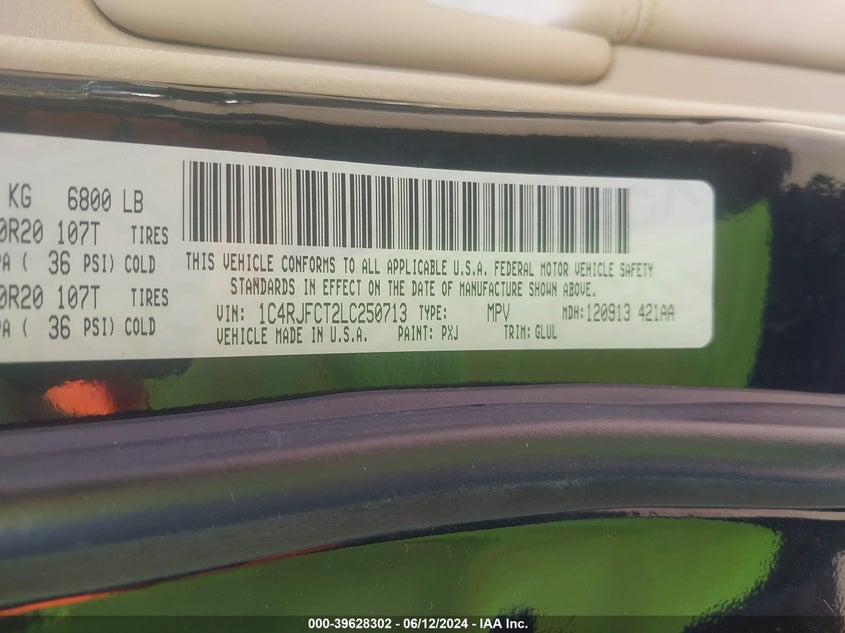 KG 6800 LB
0R20 107T TIRES
PA ( 36 PSI) COLD
0R20 107T TIRES
PA ( 36 PSI) COLD
THIS VEHICLE CONFORMS TO ALL APPLICABLE U.S.A. FEDERAL MOTOR VEHICLE SAFETY
STANDARDS IN EFFECT ON THE DATE OF MANUFACTURE SHOWN ABOVE.
VIN: 1C4RJFCT2LC250713 TYPE: MPV MDH:120913 421AA
VEHICLE MADE IN U.S.A. PAINT: PXJ TRIM: GLUL
000-39628302 - 06/12/2024 - IAA Inc.